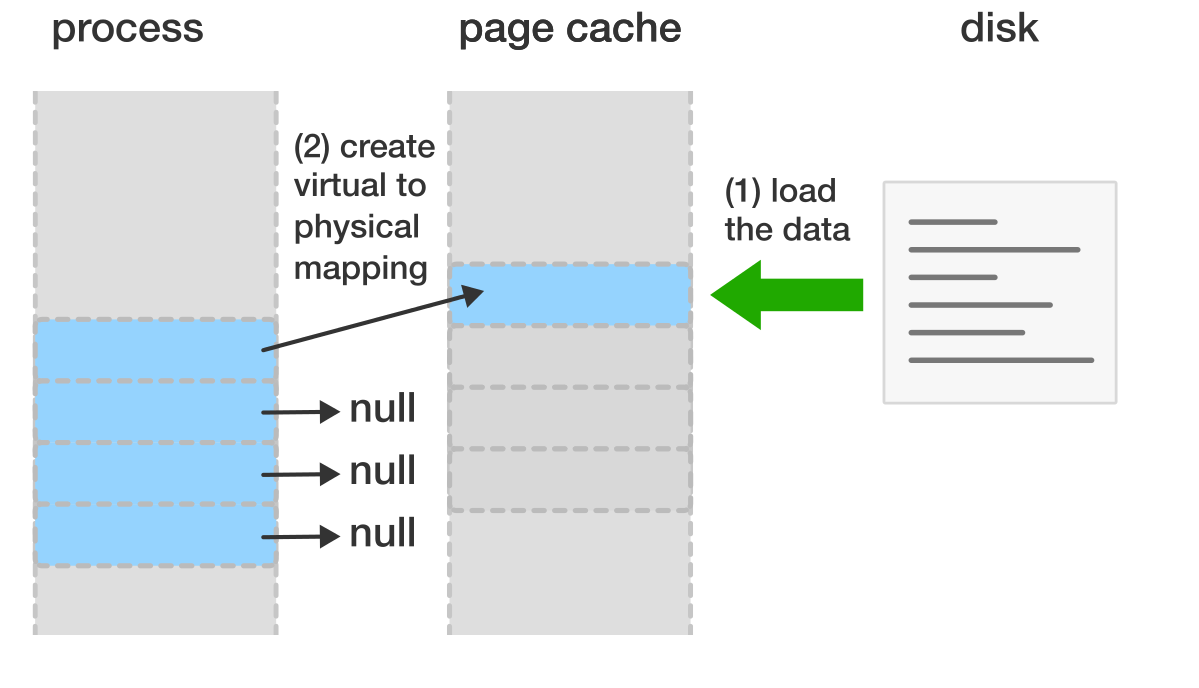 process
page cache
disk
(2) create
virtual to
physical
mapping
(1) load
the data
null
null
null